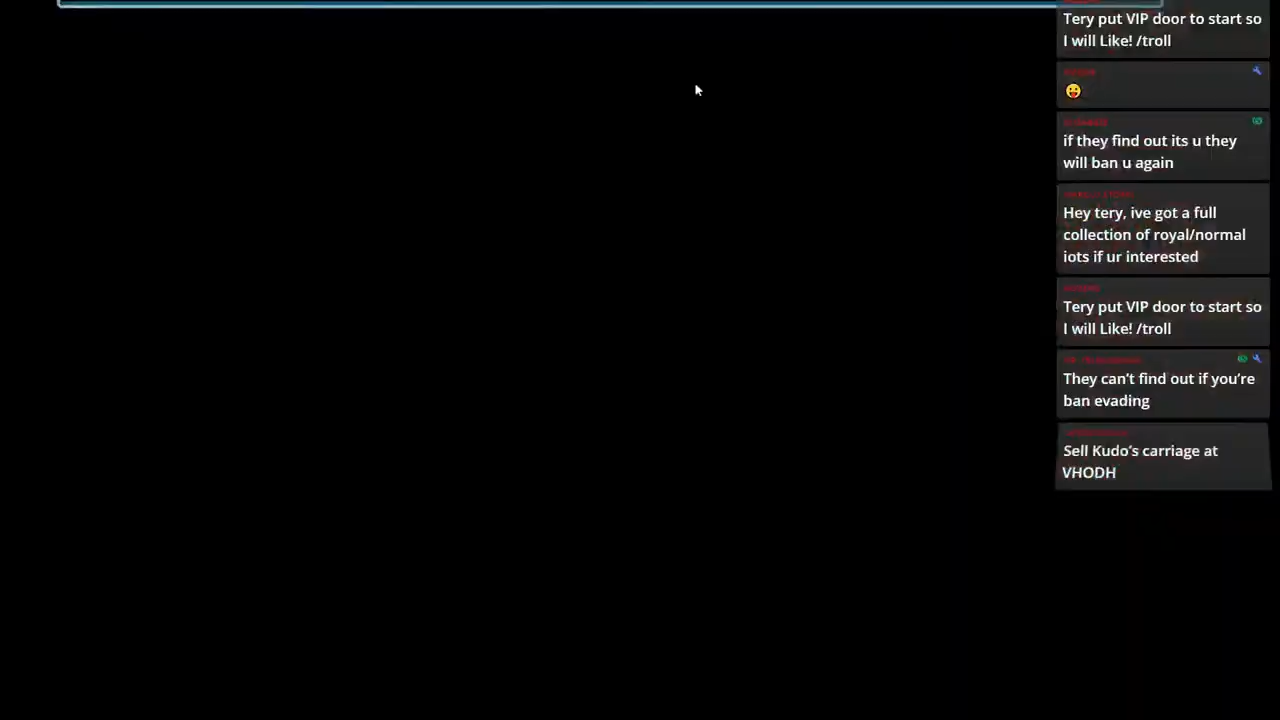 Tery put VIP door to start so
I will Like! /troll
if they find out its u they
will ban u again
Hey tery, ive got a full
collection of royal/normal
iots if ur interested
Tery put VIP door to start so
I will Like! /troll
They can't find out if you're
ban evading
Sell Kudo's carriage at
VHODH